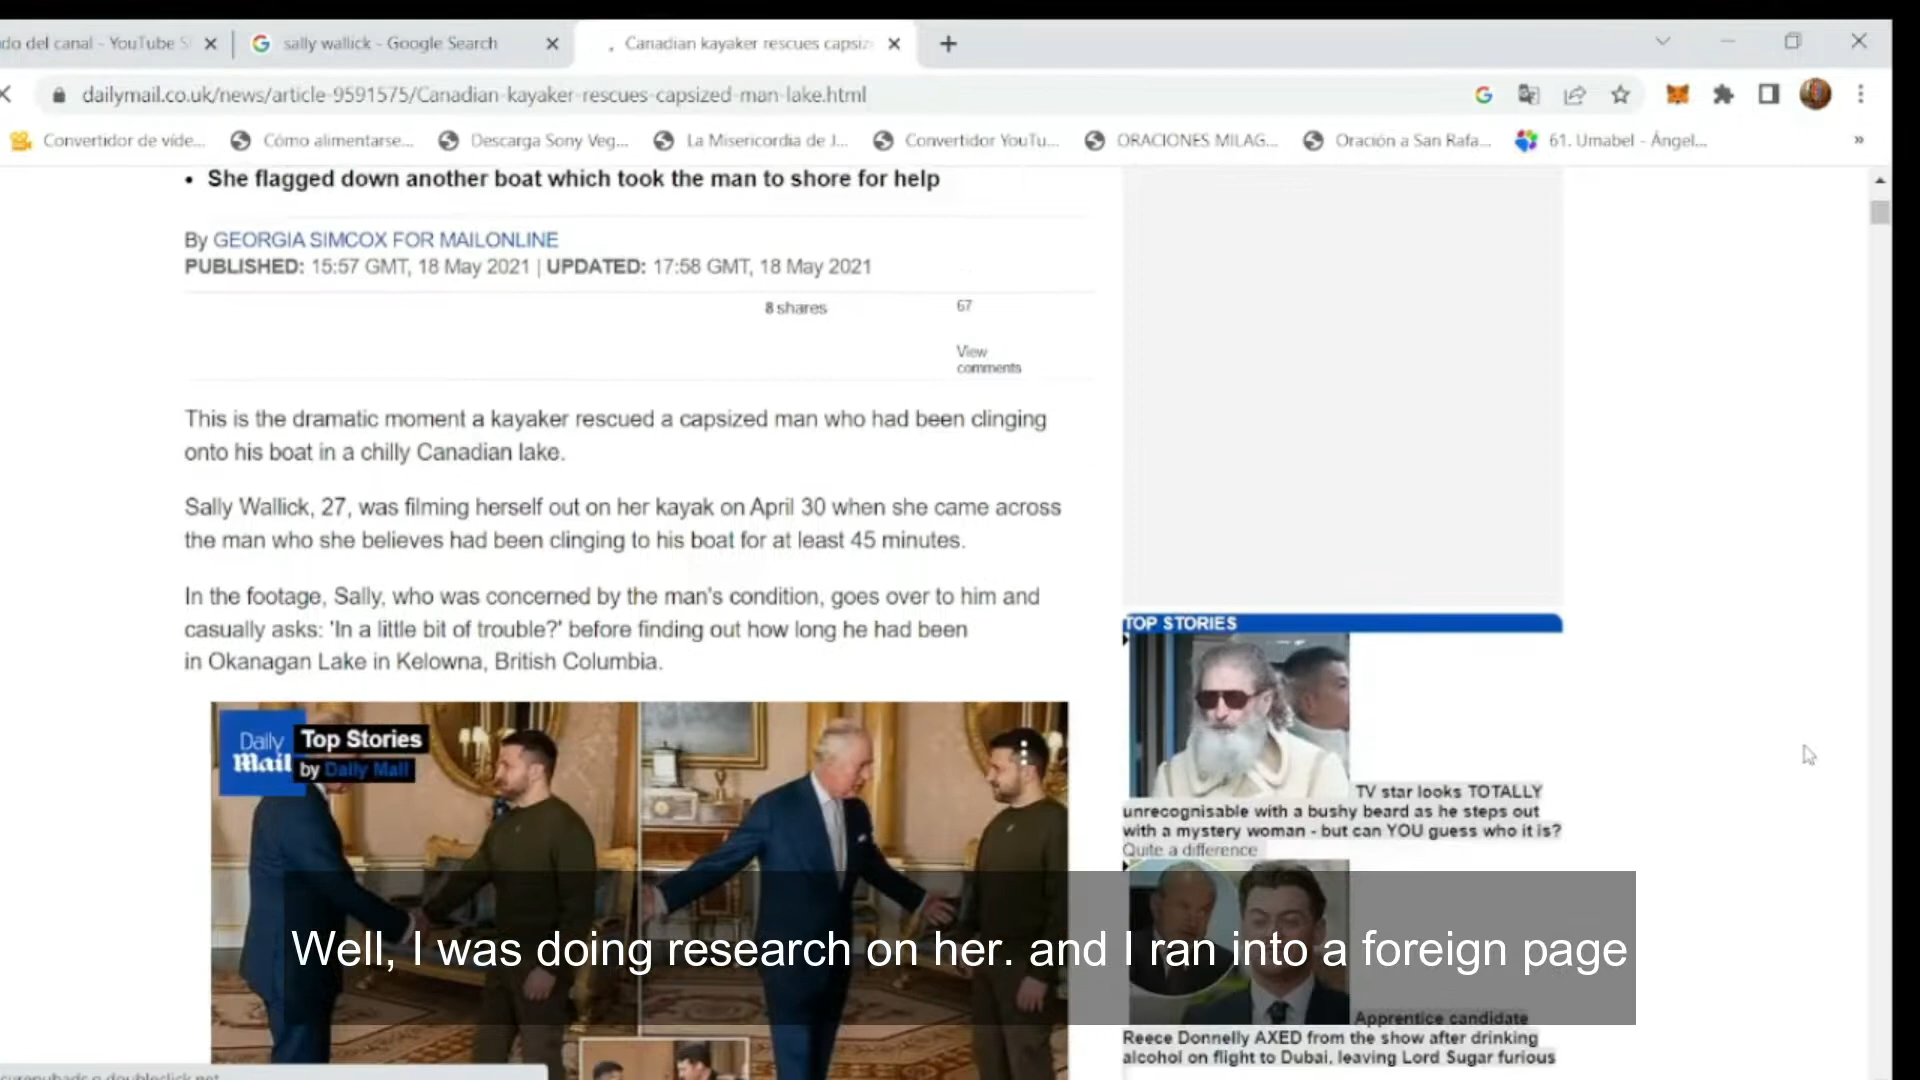 do del canal - YouTube S
sally wallick - Google Search
Canadian kayaker rescues capsiz
dailymail.co.uk/news/article-9591575/Canadian-kayaker-rescues-capsized-man-lake.html
Convertidor de víde...
Cómo alimentarse...
Descarga Sony Veg...
La Misericordia de J...
Convertidor YouTu...
ORACIONES MILAG...
Oración a San Rafa...
61. Umabel - Ángel...
»
• She flagged down another boat which took the man to shore for help
By GEORGIA SIMCOX FOR MAILONLINE
PUBLISHED: 15:57 GMT, 18 May 2021 | UPDATED: 17:58 GMT, 18 May 2021
8 shares
67
View
comments
This is the dramatic moment a kayaker rescued a capsized man who had been clinging
onto his boat in a chilly Canadian lake.
Sally Wallick, 27, was filming herself out on her kayak on April 30 when she came across
the man who she believes had been clinging to his boat for at least 45 minutes.
In the footage, Sally, who was concerned by the man's condition, goes over to him and
casually asks: 'In a little bit of trouble?' before finding out how long he had been
in Okanagan Lake in Kelowna, British Columbia.
Daily
Mail
Top Stories
by Daily Mail
TOP STORIES
TV star looks TOTALLY
unrecognisable with a bushy beard as he steps out
with a mystery woman - but can YOU guess who it is?
Quite a difference
Well, I was doing research on her. and I ran into a foreign page
Apprentice candidate
Reece Donnelly AXED from the show after drinking
alcohol on flight to Dubai, leaving Lord Sugar furious